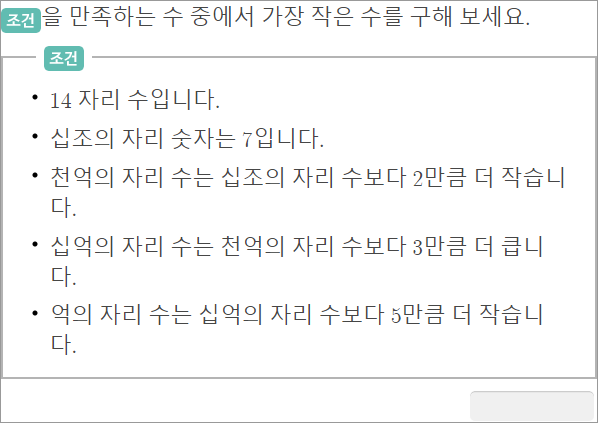 조건을 만족하는 수 중에서 가장 작은 수를 구해 보세요.
조건
• 14 자리 수입니다.
• 십조의 자리 숫자는 7입니다.
• 천억의 자리 수는 십조의 자리 수보다 2만큼 더 작습니
다.
• 십억의 자리 수는 천억의 자리 수보다 3만큼 더 큽니
다.
• 억의 자리 수는 십억의 자리 수보다 5만큼 더 작습니
다.